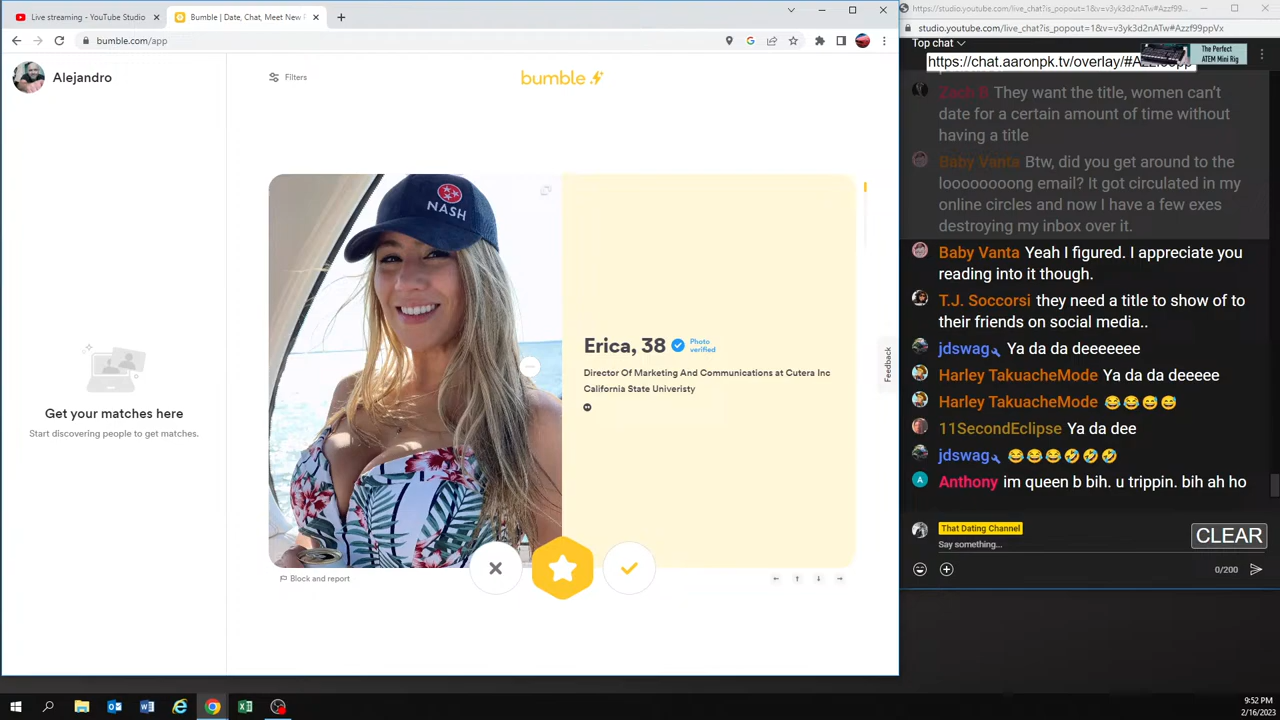 Live streaming - YouTube Studio
Bumble | Date, Chat, Meet New
bumble.com/app
Alejandro
Filters
bumble
NASH
Erica, 38
Photo
verified
Director Of Marketing And Communications at Cutera Inc
California State Univeristy
Get your matches here
Start discovering people to get matches.
Block and report
Feedback
https://studio.youtube.com/live_chat?is_popout=1&v=v3yk3d2nATw#Azzf99...
studio.youtube.com/live_chat?is_popout=1&v=v3yk3d2nATw#Azzf99ppVx
Top chat
The Perfect
ATEM Mini Rig
https://chat.aaronpk.tv/overlay/#Azzf99pp
Zach B They want the title, women can't
date for a certain amount of time without
having a title
Baby Vanta Btw, did you get around to the
loooooooong email? It got circulated in my
online circles and now I have a few exes
destroying my inbox over it.
Baby Vanta Yeah I figured. I appreciate you
reading into it though.
T.J. Soccorsi they need a title to show of to
their friends on social media..
jdswag Ya da da deeeeeee
Harley TakuacheMode Ya da da deeeee
Harley TakuacheMode 😂😂😅😅
11SecondEclipse Ya da dee
jdswag 😂😂😂🤣🤣🤣
A Anthony im queen b bih. u trippin. bih ah ho
That Dating Channel
Say something...
CLEAR
0/200
9:52 PM
2/16/2023